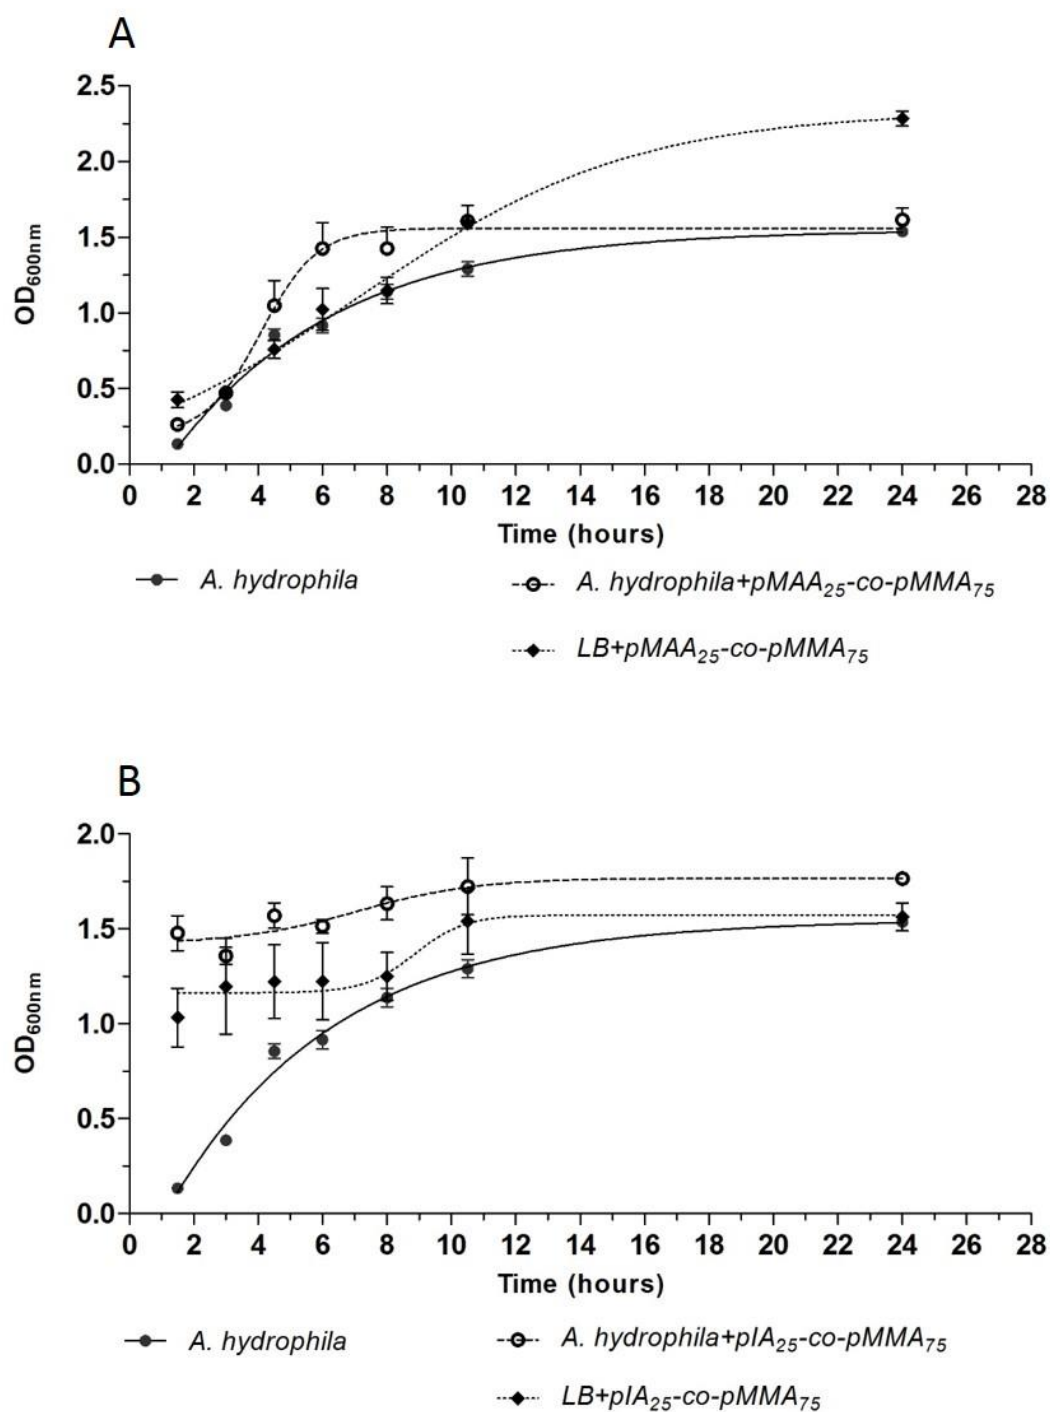 A
2.5
2.0
1.5
1.0
0.5
0.0
OD600nm
0 2 4 6 8 10 12 14 16 18 20 22 24 26 28
Time (hours)
A. hydrophila
A. hydrophila+pMAA25-co-pMMA75
LB+pMAA25-co-pMMA75
B
2.0
1.5
1.0
0.5
0.0
OD600nm
0 2 4 6 8 10 12 14 16 18 20 22 24 26 28
Time (hours)
A. hydrophila
A. hydrophila+pIA25-co-pMMA75
LB+pIA25-co-pMMA75